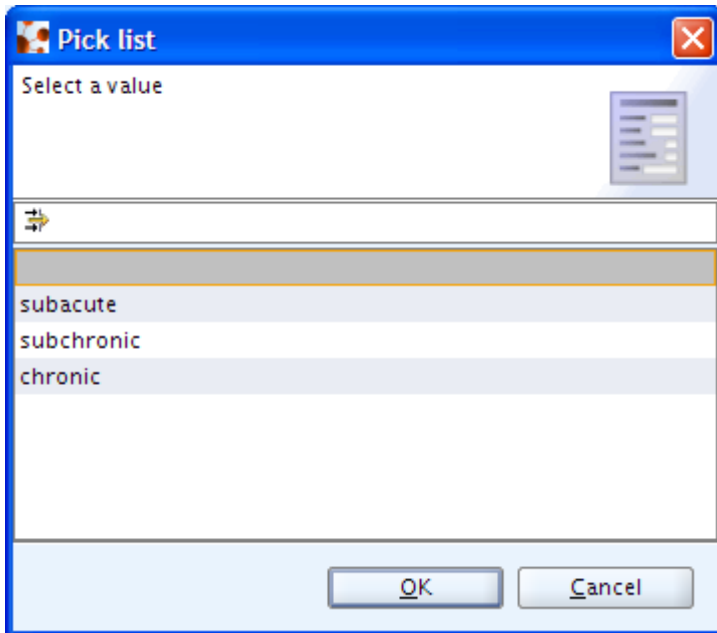 Pick list
Select a value
subacute
subchronic
chronic
OK Cancel